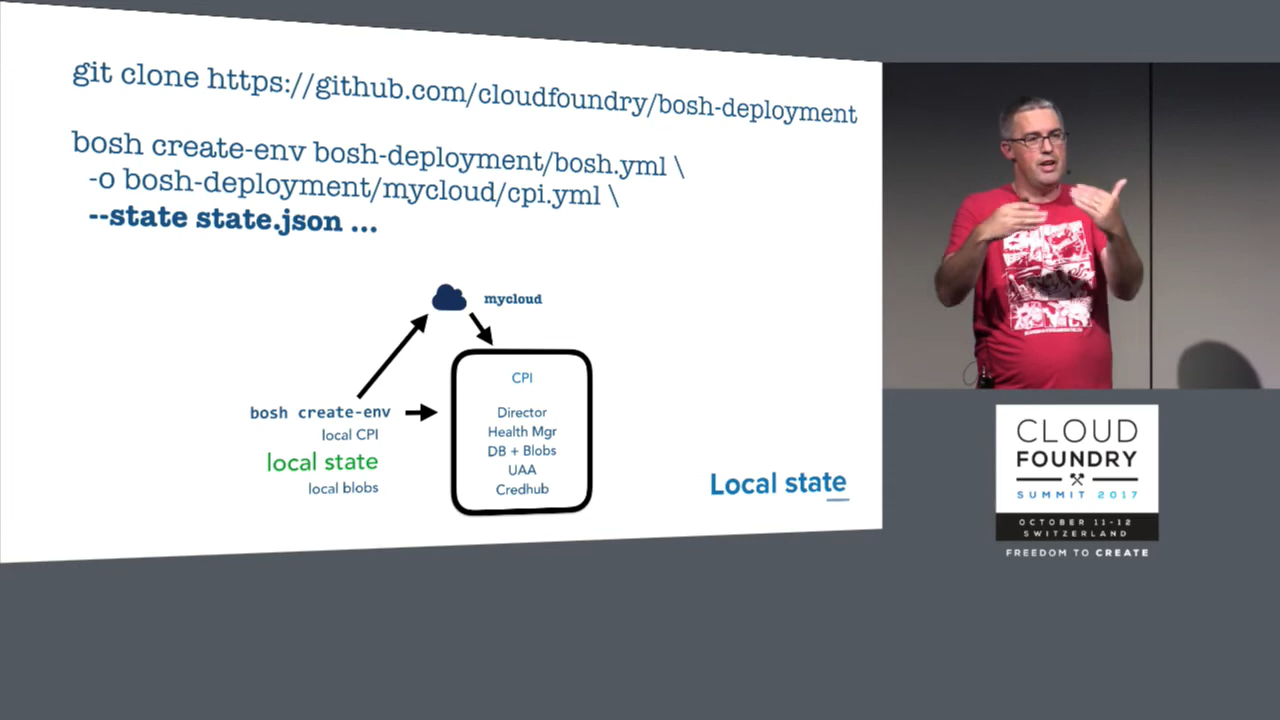 git clone https://github.com/cloudfoundry/bosh-deployment
bosh create-env bosh-deployment/bosh.yml \
-o bosh-deployment/mycloud/cpi.yml \
--state state.json ...
mycloud
CPI
bosh create-env
local CPI
local state
local blobs
Director
Health Mgr
DB + Blobs
UAA
Credhub
Local state
CLOUD
FOUNDRY
SUMMIT 2017
OCTOBER 11-12
SWITZERLAND
FREEDOM TO CREATE